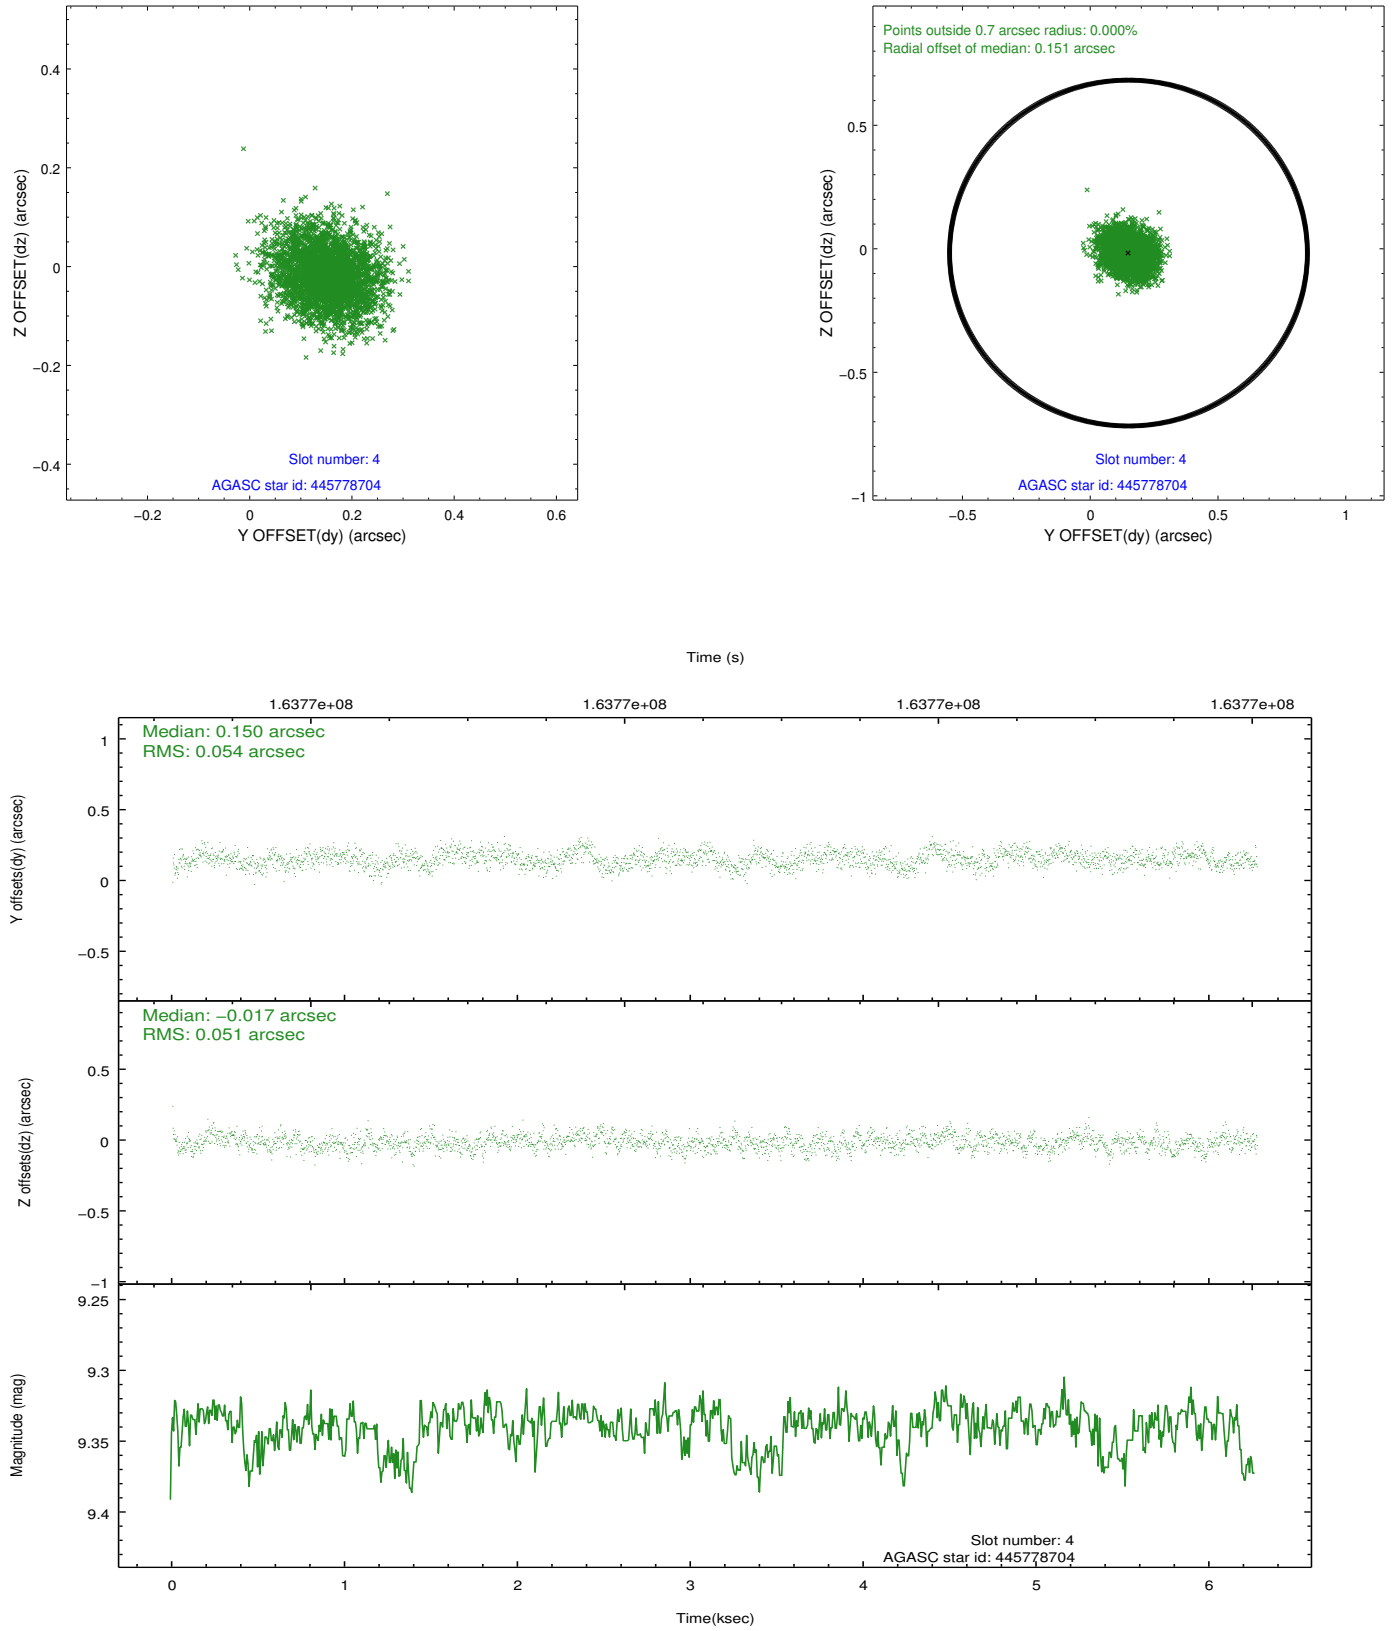 0.4
0.2
0
−0.2
−0.4
Z OFFSET(dz) (arcsec)
Slot number: 4
AGASC star id: 445778704
−0.2 0 0.2 0.4 0.6
Y OFFSET(dy) (arcsec)
Points outside 0.7 arcsec radius: 0.000%
Radial offset of median: 0.151 arcsec
0.5
0
−0.5
−1
Z OFFSET(dz) (arcsec)
Slot number: 4
AGASC star id: 445778704
−0.5 0 0.5 1
Y OFFSET(dy) (arcsec)
Time (s)
1.6377e+08 1.6377e+08 1.6377e+08 1.6377e+08
Median: 0.150 arcsec
RMS: 0.054 arcsec
1
0.5
0
−0.5
Y offsets(dy) (arcsec)
Median: −0.017 arcsec
RMS: 0.051 arcsec
0.5
0
−0.5
−1
Z offsets(dz) (arcsec)
9.25
9.3
9.35
9.4
Magnitude (mag)
Slot number: 4
AGASC star id: 445778704
0 1 2 3 4 5 6
Time(ksec)